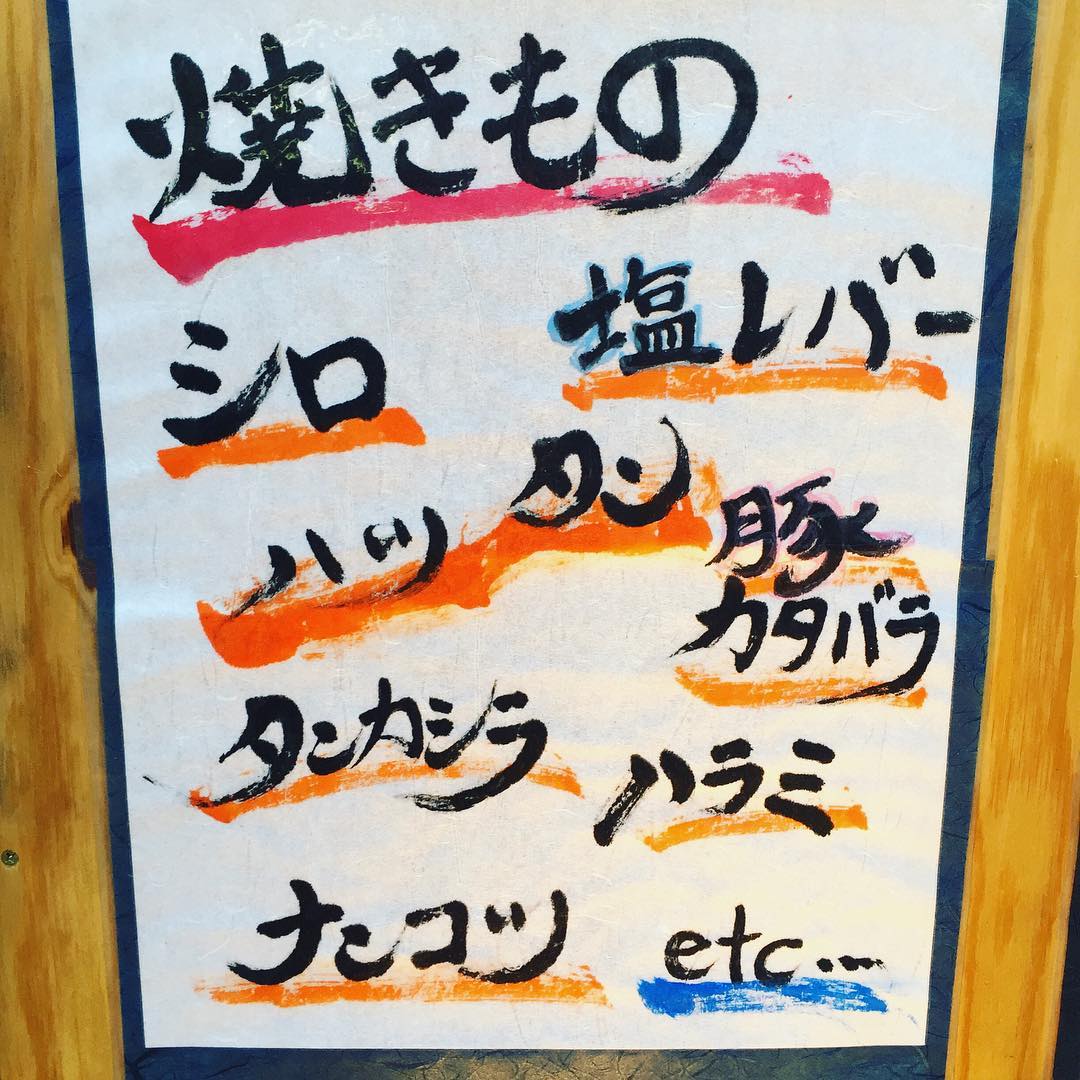 焼きもの
シロ
塩レバー
ハツ
タン
豚
カタバラ
タンカシラ
ハラミ
ナンコツ
etc...